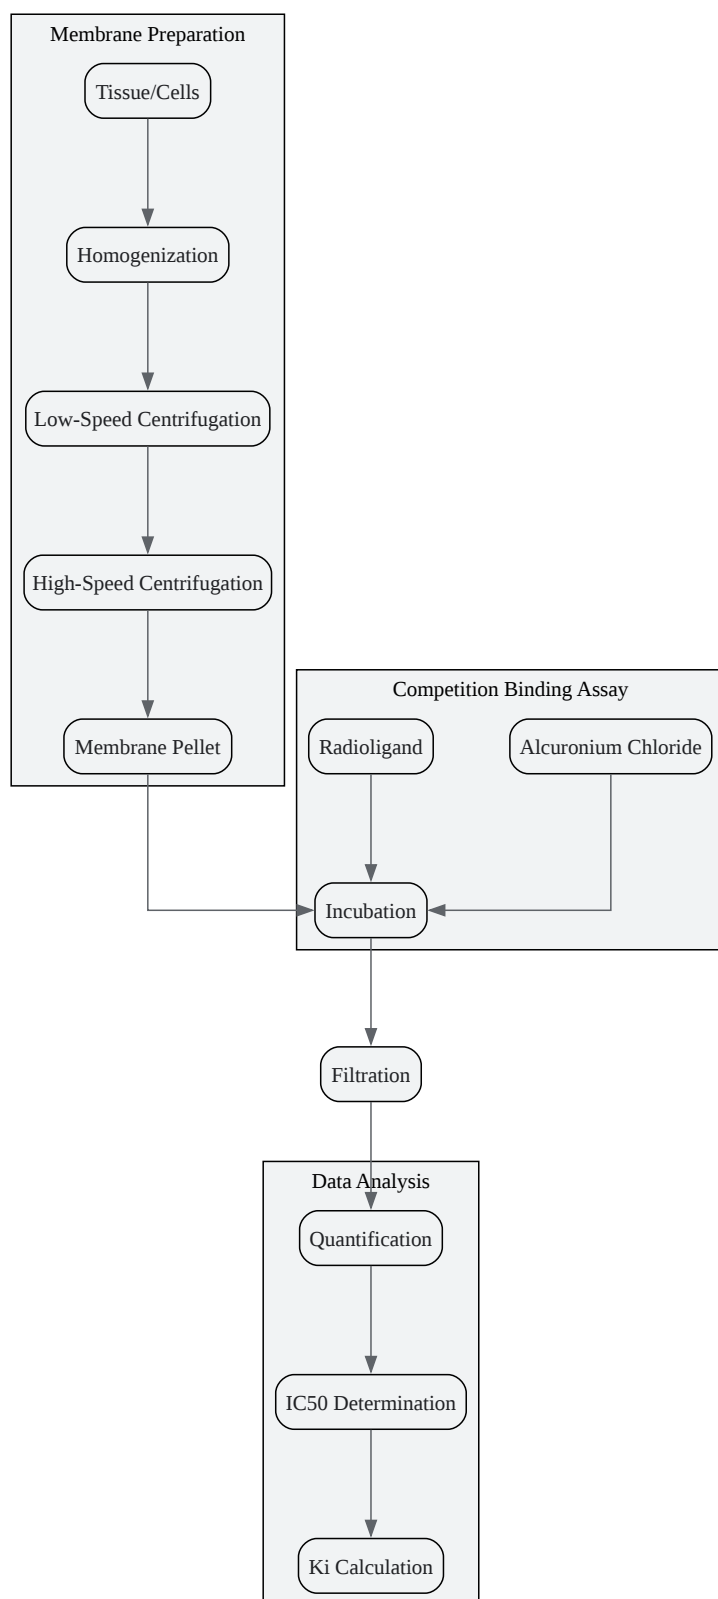 Membrane Preparation
Tissue/Cells
Homogenization
Low-Speed Centrifugation
High-Speed Centrifugation
Membrane Pellet
Competition Binding Assay
Radioligand
Alcuronium Chloride
Incubation
Filtration
Data Analysis
Quantification
IC50 Determination
Ki Calculation